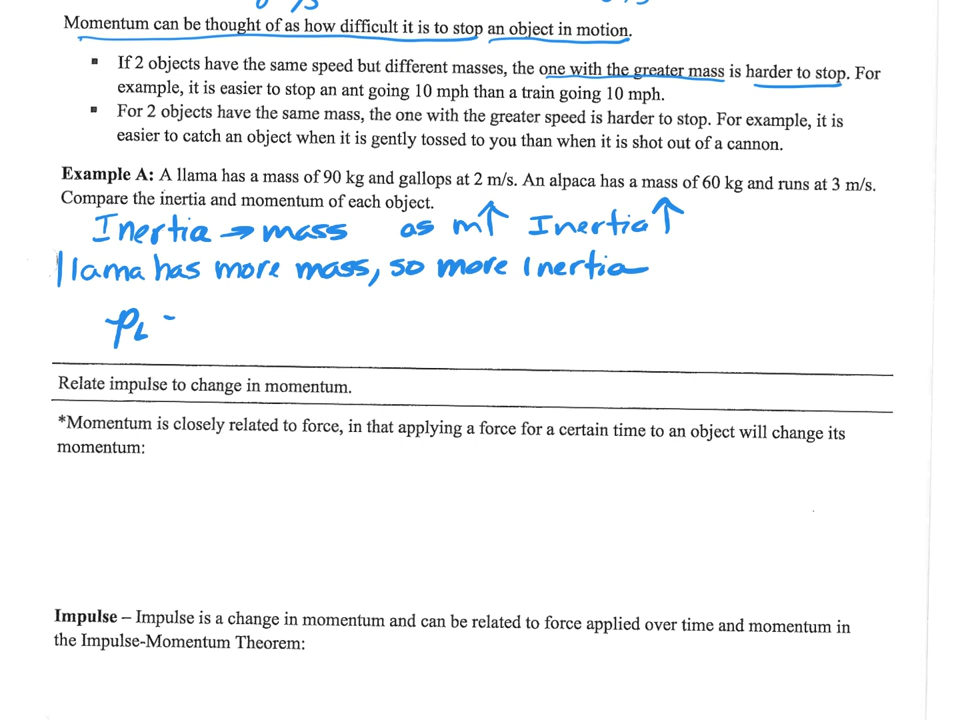 Momentum can be thought of as how difficult it is to stop an object in motion.
▪ If 2 objects have the same speed but different masses, the one with the greater mass is harder to stop. For
example, it is easier to stop an ant going 10 mph than a train going 10 mph.
▪ For 2 objects have the same mass, the one with the greater speed is harder to stop. For example, it is
easier to catch an object when it is gently tossed to you than when it is shot out of a cannon.
Example A: A llama has a mass of 90 kg and gallops at 2 m/s. An alpaca has a mass of 60 kg and runs at 3 m/s.
Compare the inertia and momentum of each object.
Inertia → mass as m↑ Inertia↑
llama has more mass, so more Inertia
pL =
Relate impulse to change in momentum.
*Momentum is closely related to force, in that applying a force for a certain time to an object will change its
momentum:
Impulse – Impulse is a change in momentum and can be related to force applied over time and momentum in
the Impulse-Momentum Theorem: